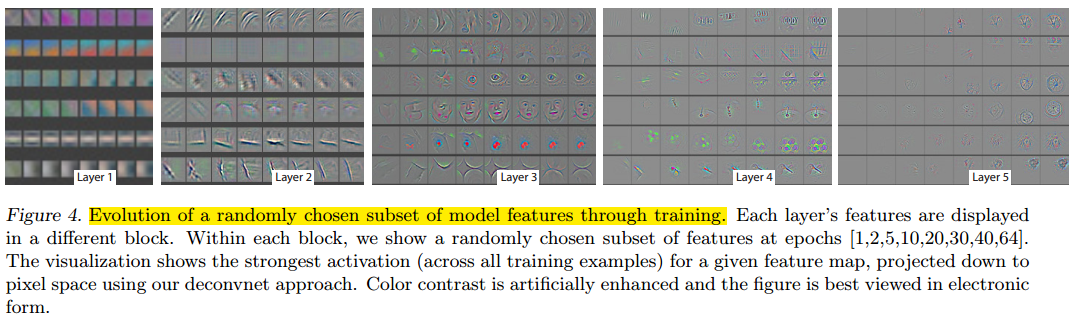 Layer 1
Layer 2
Layer 3
Layer 4
Layer 5
Figure 4. Evolution of a randomly chosen subset of model features through training. Each layer’s features are displayed
in a different block. Within each block, we show a randomly chosen subset of features at epochs [1,2,5,10,20,30,40,64].
The visualization shows the strongest activation (across all training examples) for a given feature map, projected down to
pixel space using our deconvnet approach. Color contrast is artificially enhanced and the figure is best viewed in electronic
form.